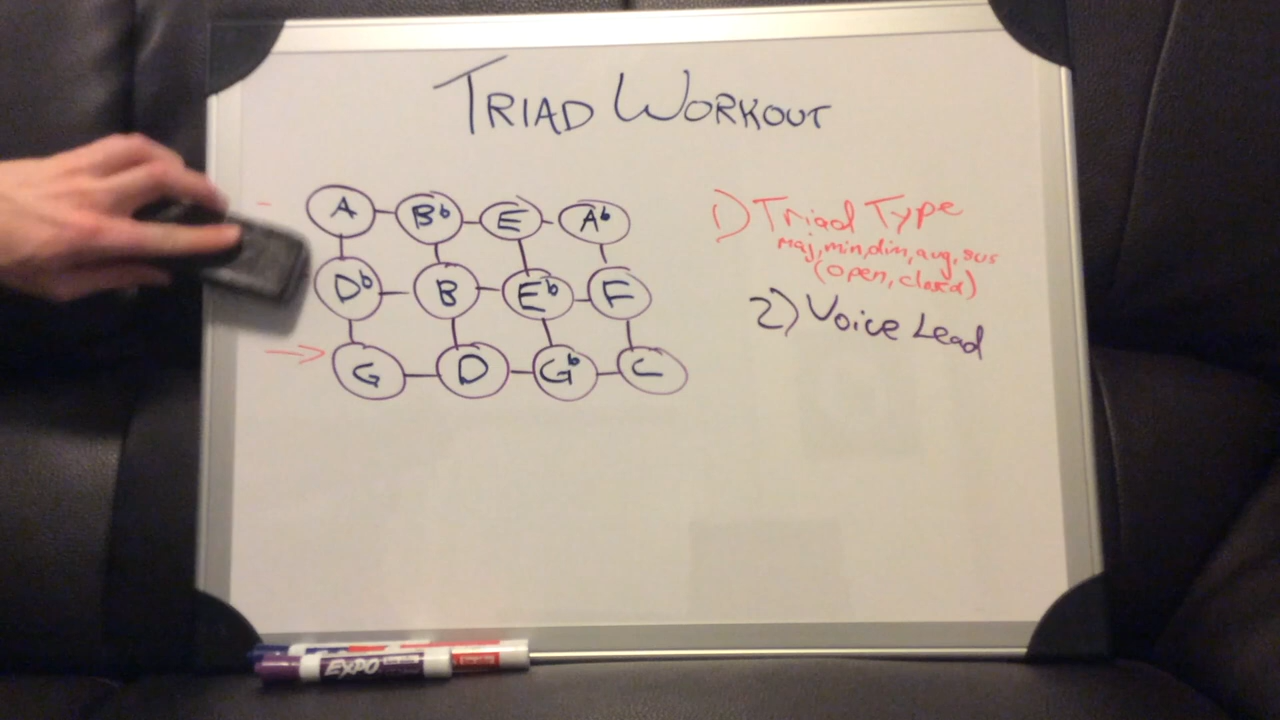 TRIAD WORKOUT
A B♭ E A♭
D♭ B E♭ F
G D G♭ C
1) Triad Type
Maj, min, dim, aug, sus
(open, closed)
2) Voice Lead
EXPO